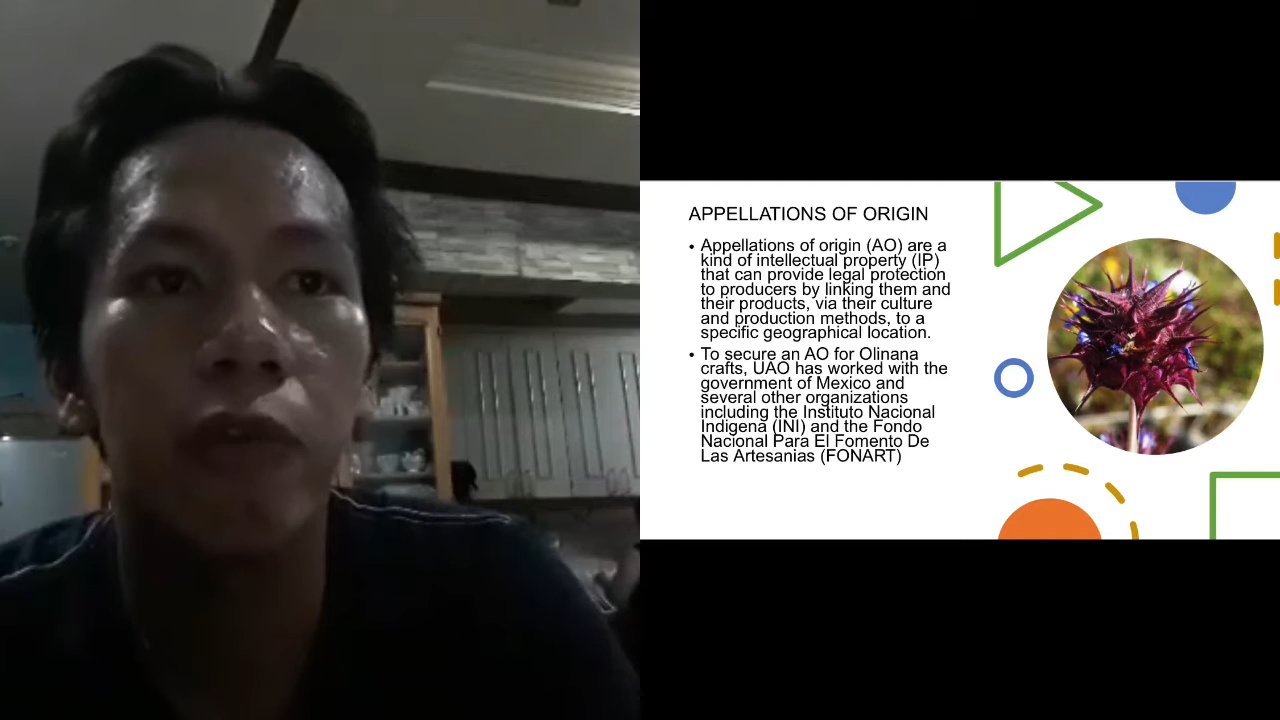 APPELLATIONS OF ORIGIN
• Appellations of origin (AO) are a
kind of intellectual property (IP)
that can provide legal protection
to producers by linking them and
their products, via their culture
and production methods, to a
specific geographical location.
• To secure an AO for Olinana
crafts, UAO has worked with the
government of Mexico and
several other organizations
including the Instituto Nacional
Indigena (INI) and the Fondo
Nacional Para El Fomento De
Las Artesanias (FONART)